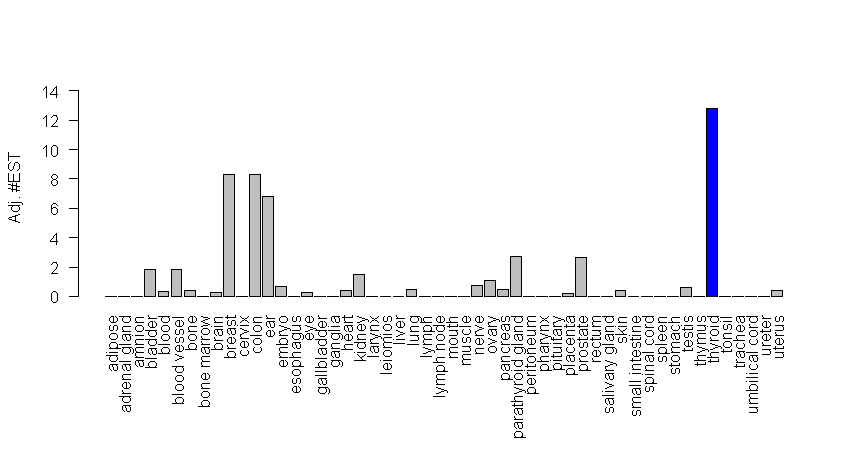 14
12
10
8
6
4
2
0
Adj. #EST
adipose
adrenal gland
amnion
bladder
blood
blood vessel
bone
bone marrow
brain
breast
cervix
colon
ear
embryo
esophagus
eye
gallbladder
ganglia
heart
kidney
larynx
leiomios
liver
lung
lymph
lymph node
mouth
muscle
nerve
ovary
pancreas
parathyroid gland
peritoneum
pharynx
pituitary
placenta
prostate
rectum
salivary gland
skin
small intestine
spinal cord
spleen
stomach
testis
thymus
thyroid
tonsil
trachea
umbilical cord
ureter
uterus